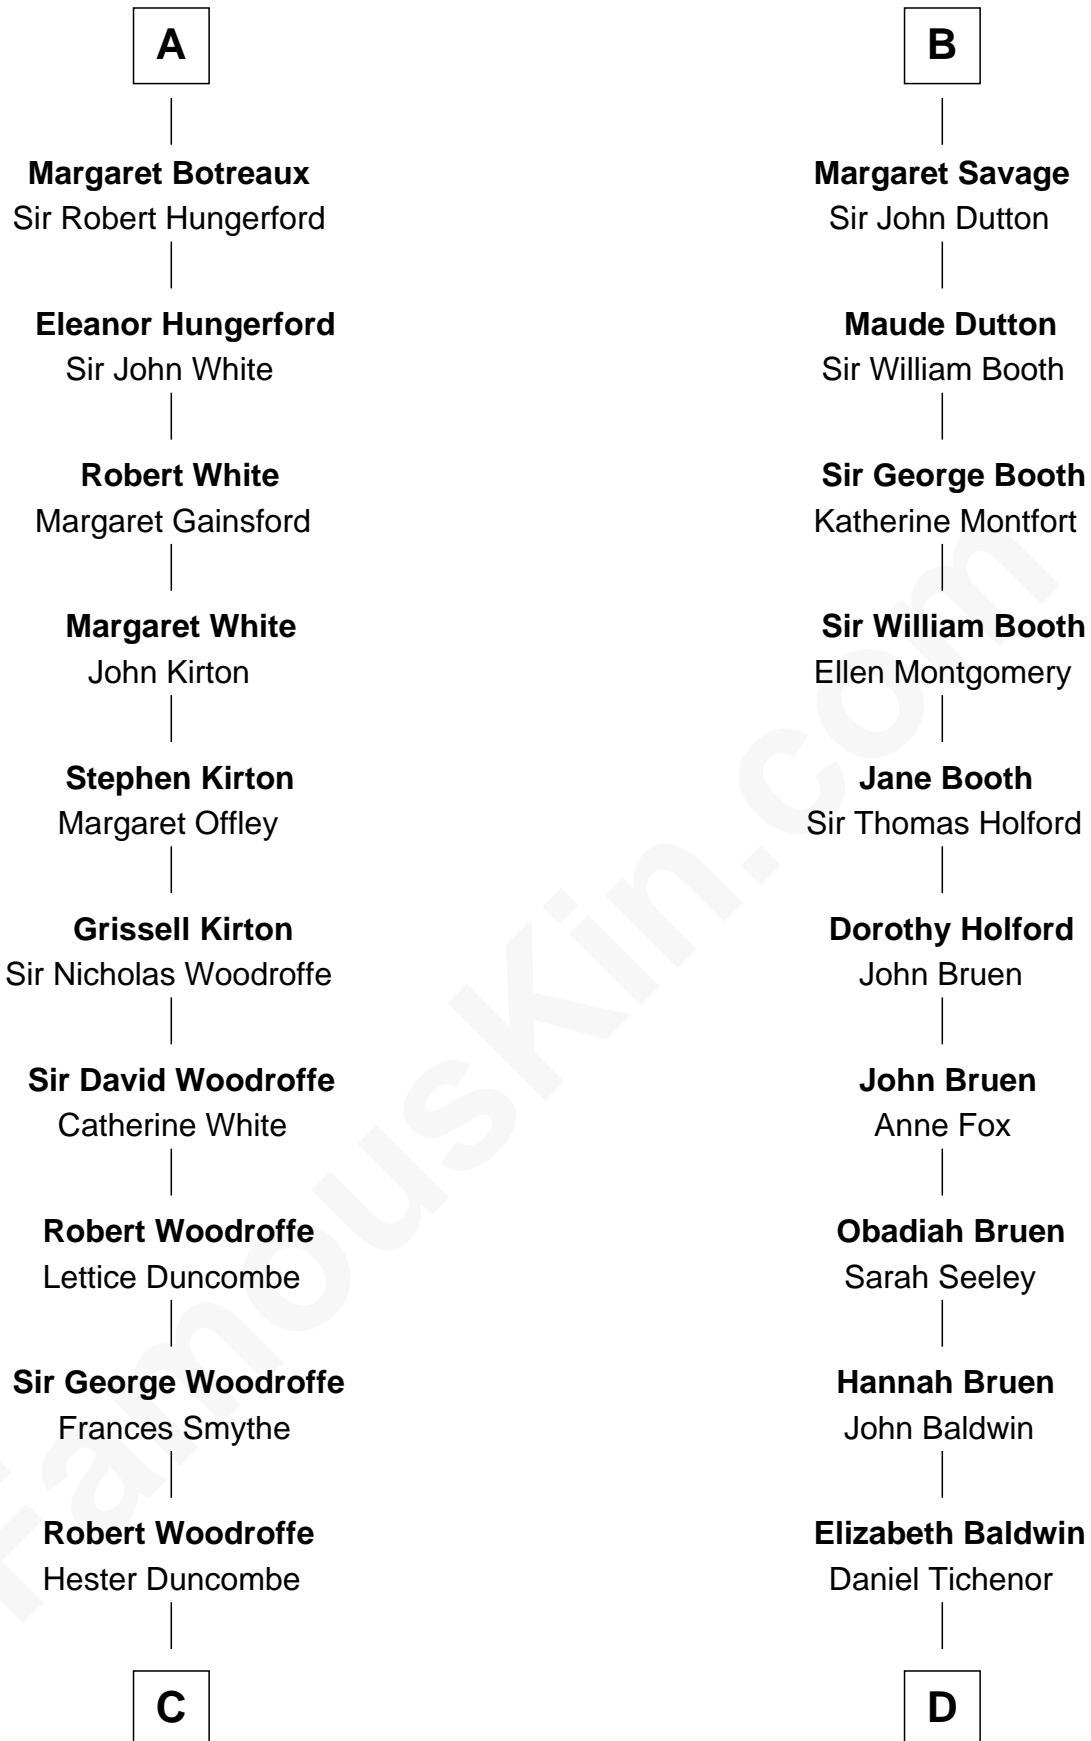 A
Margaret Botreaux
Sir Robert Hungerford
Eleanor Hungerford
Sir John White
Robert White
Margaret Gainsford
Margaret White
John Kirton
Stephen Kirton
Margaret Offley
Grissell Kirton
Sir Nicholas Woodroffe
Sir David Woodroffe
Catherine White
Robert Woodroffe
Lettice Duncombe
Sir George Woodroffe
Frances Smythe
Robert Woodroffe
Hester Duncombe
C
B
Margaret Savage
Sir John Dutton
Maude Dutton
Sir William Booth
Sir George Booth
Katherine Montfort
Sir William Booth
Ellen Montgomery
Jane Booth
Sir Thomas Holford
Dorothy Holford
John Bruen
John Bruen
Anne Fox
Obadiah Bruen
Sarah Seeley
Hannah Bruen
John Baldwin
Elizabeth Baldwin
Daniel Tichenor
D
FamousKin.com